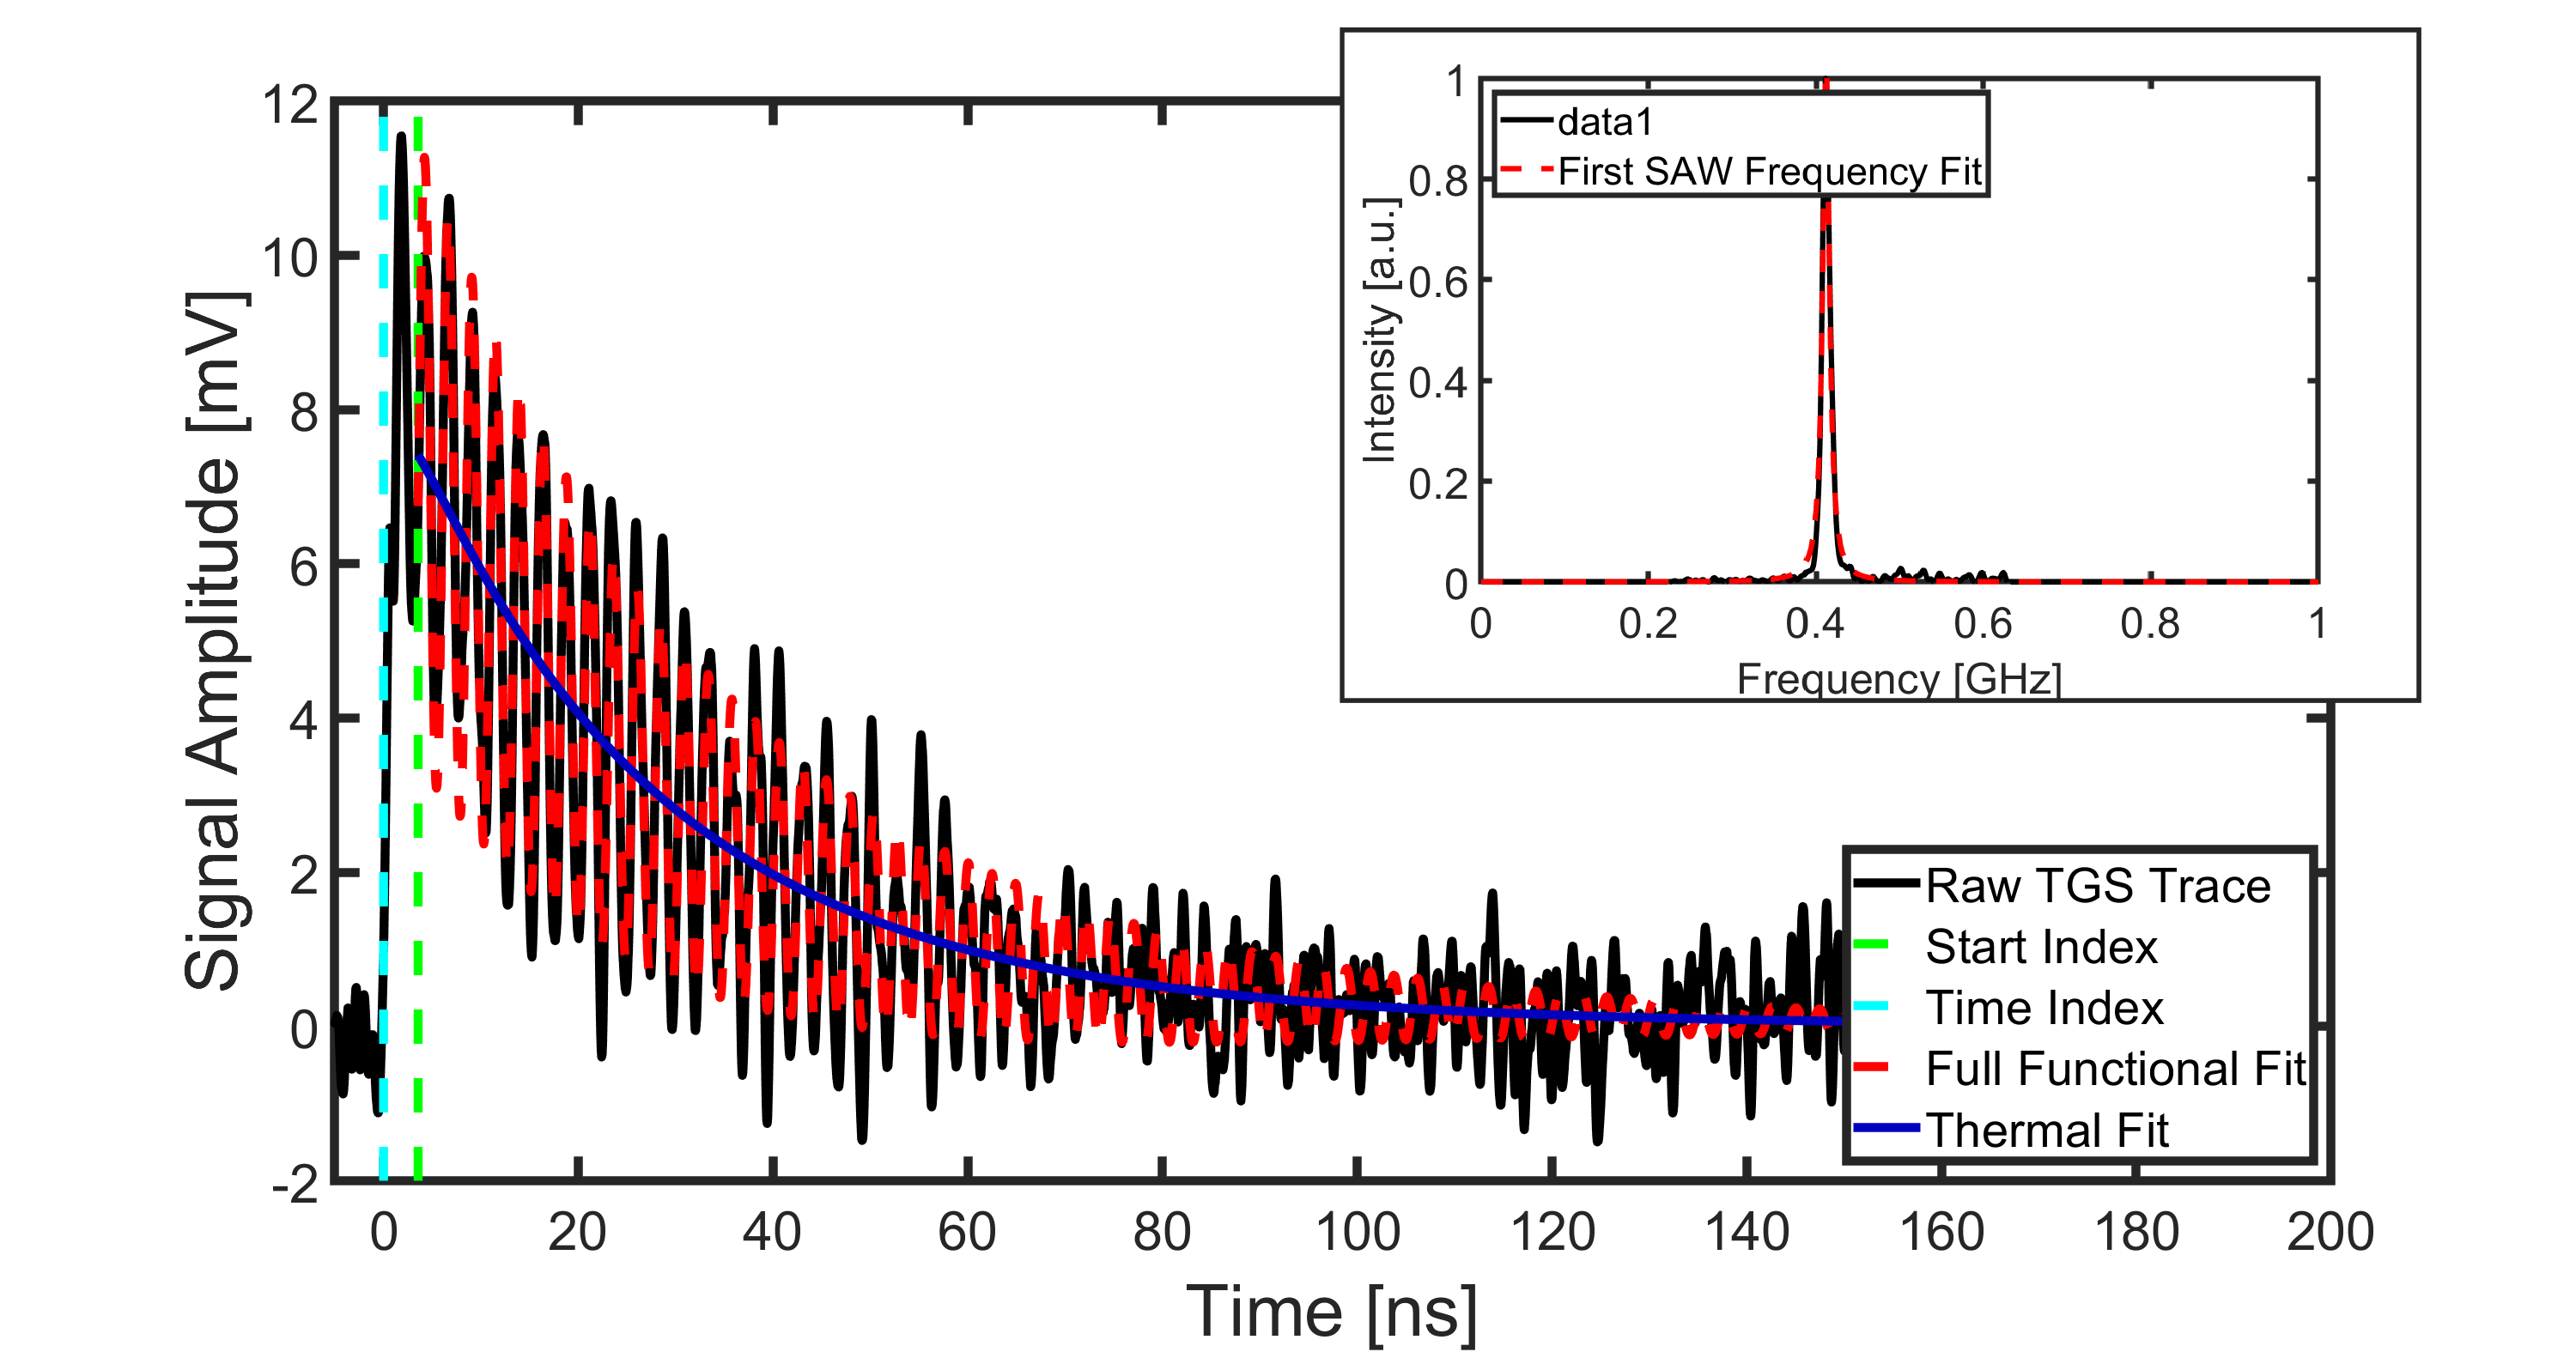 12
10
8
6
4
2
0
-2
Signal Amplitude [mV]
0 20 40 60 80 100 120 140 160 180 200
Time [ns]
1
0.8
0.6
0.4
0.2
0
Intensity [a.u.]
data1
First SAW Frequency Fit
0 0.2 0.4 0.6 0.8 1
Frequency [GHz]
Raw TGS Trace
Start Index
Time Index
Full Functional Fit
Thermal Fit